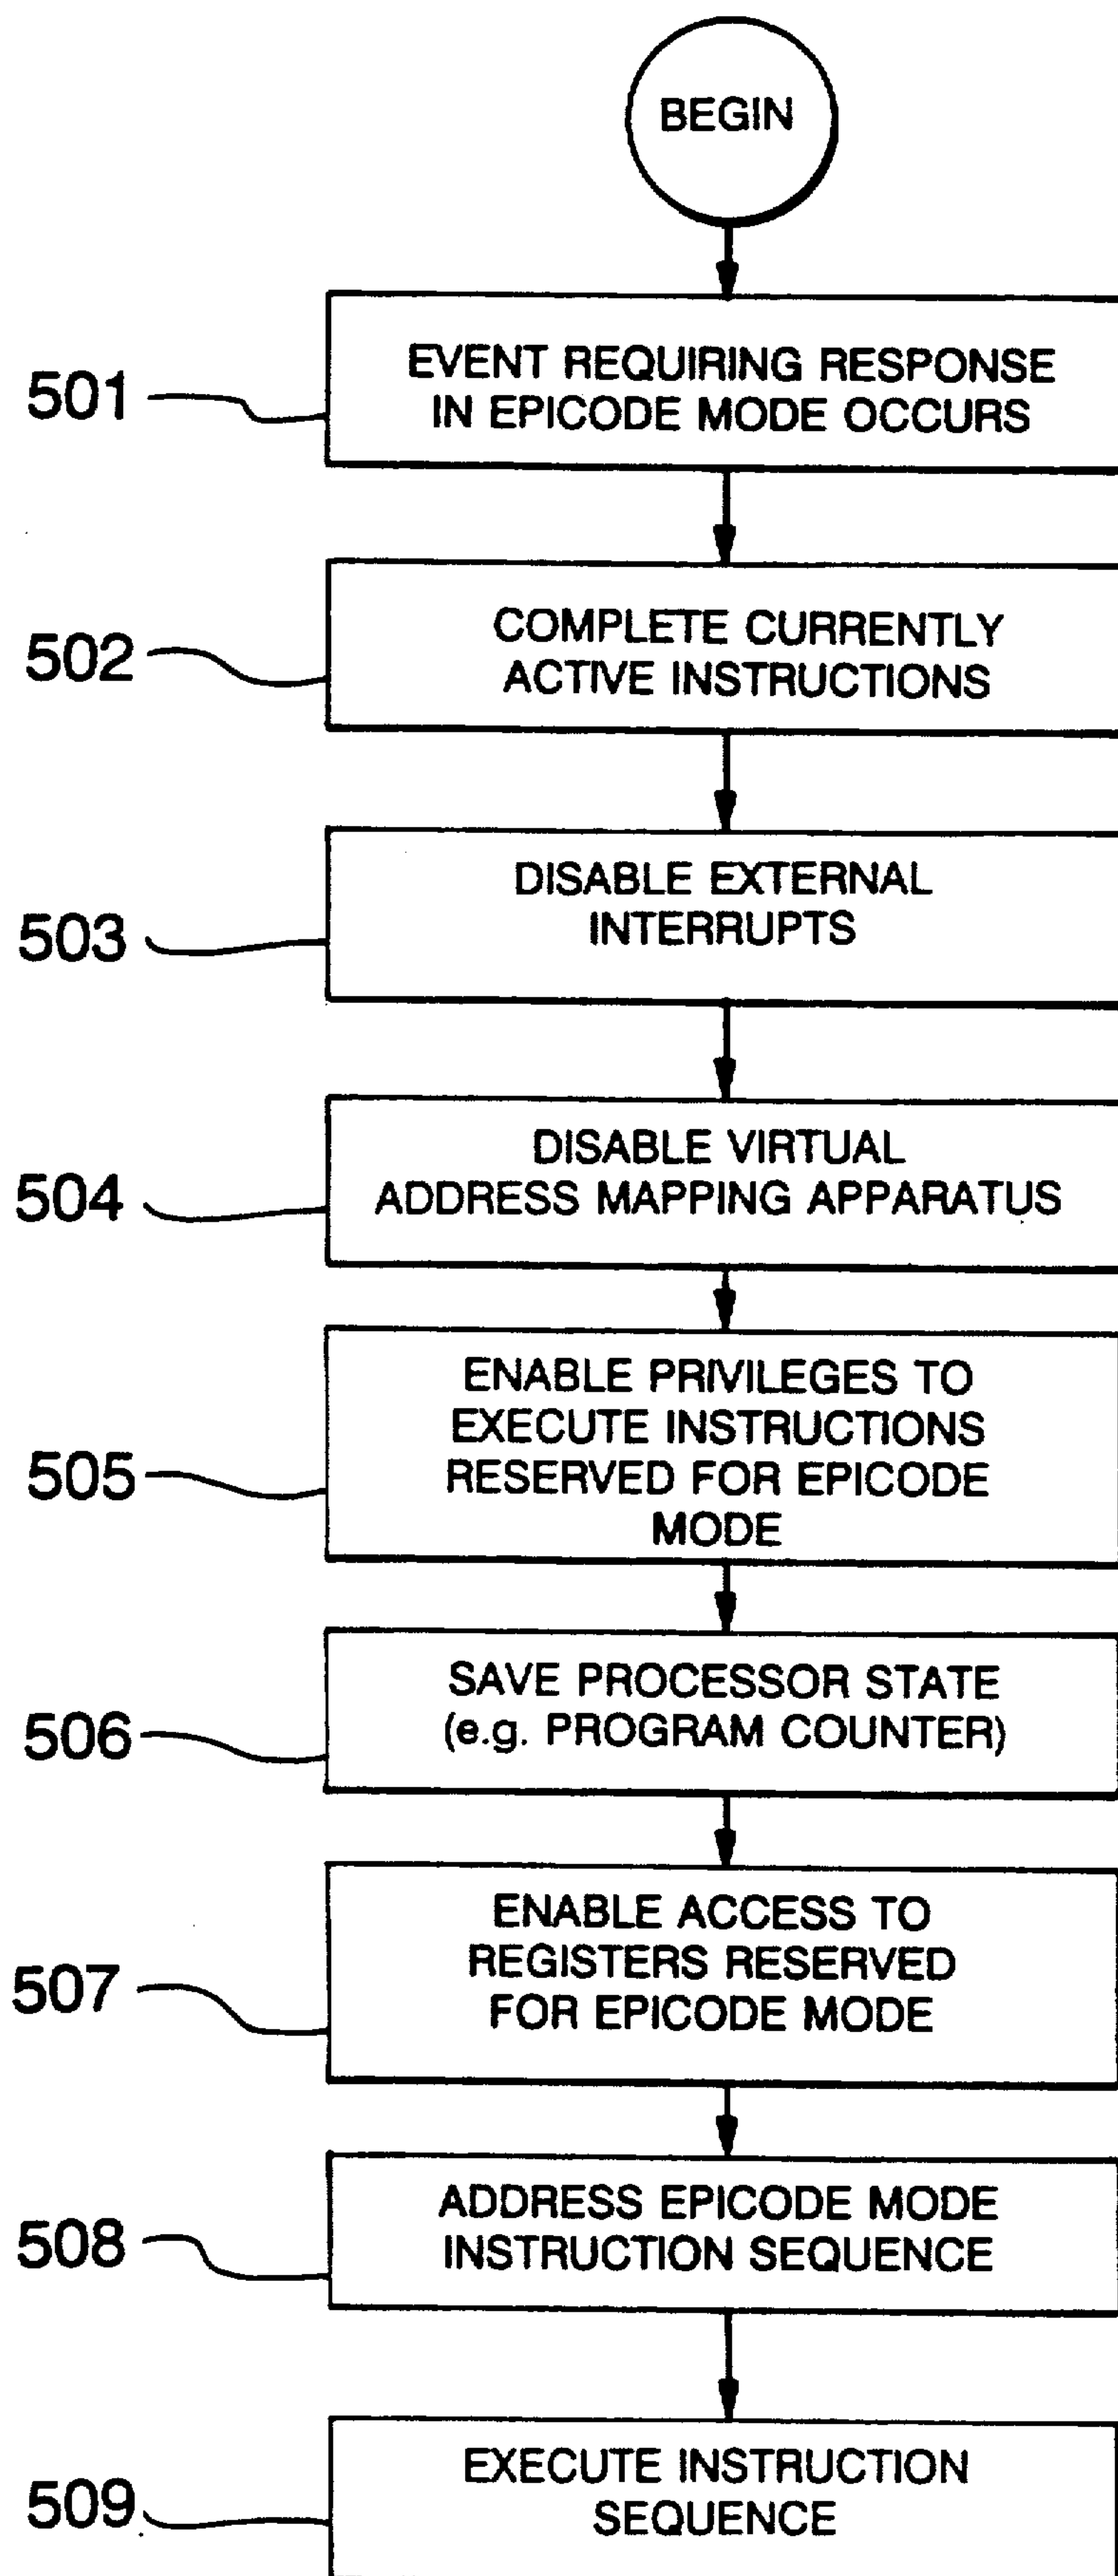 BEGIN
501
EVENT REQUIRING RESPONSE
IN EPICODE MODE OCCURS
502
COMPLETE CURRENTLY
ACTIVE INSTRUCTIONS
503
DISABLE EXTERNAL
INTERRUPTS
504
DISABLE VIRTUAL
ADDRESS MAPPING APPARATUS
505
ENABLE PRIVILEGES TO
EXECUTE INSTRUCTIONS
RESERVED FOR EPICODE
MODE
506
SAVE PROCESSOR STATE
(e.g. PROGRAM COUNTER)
507
ENABLE ACCESS TO
REGISTERS RESERVED
FOR EPICODE MODE
508
ADDRESS EPICODE MODE
INSTRUCTION SEQUENCE
509
EXECUTE INSTRUCTION
SEQUENCE